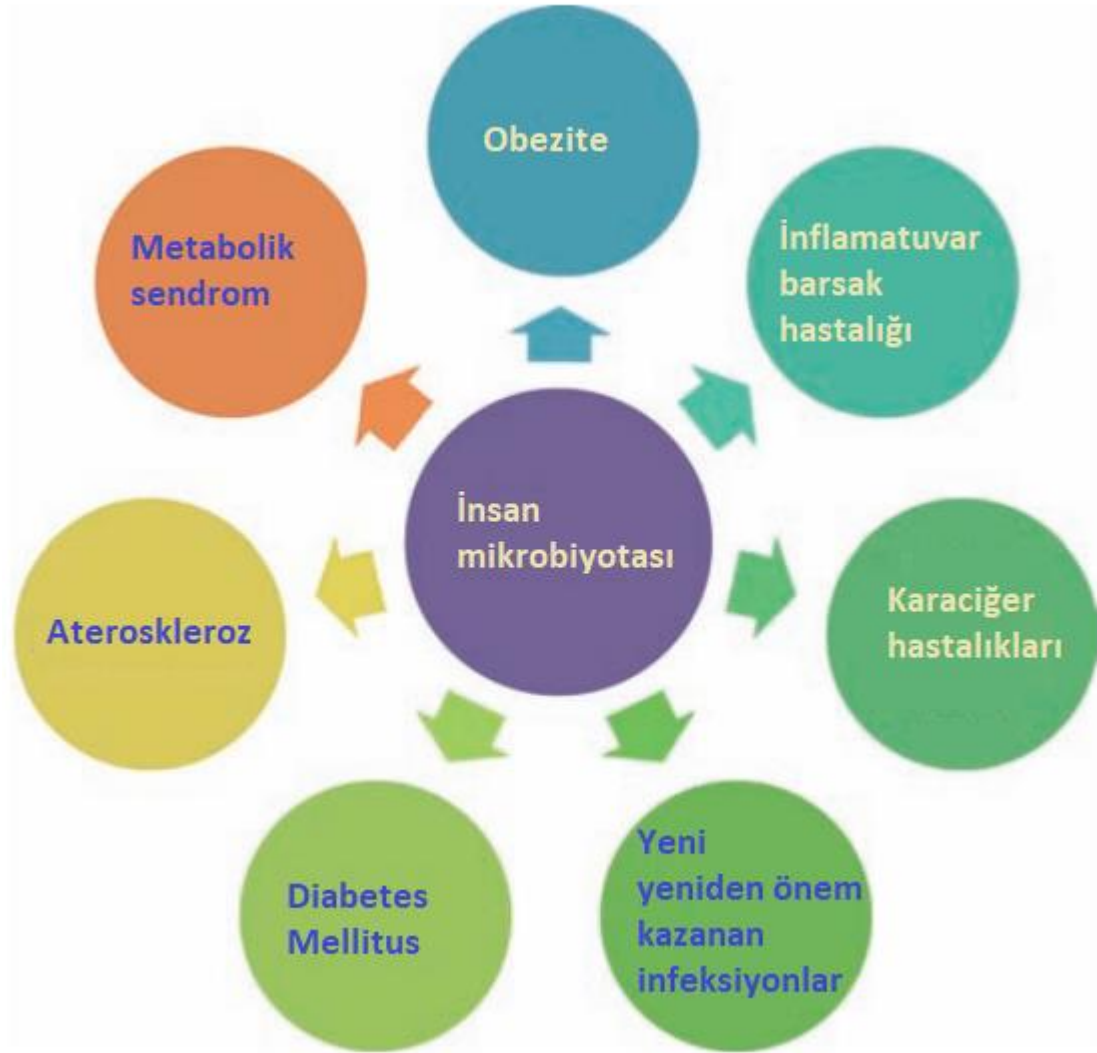 Obezite
İnflamatuvar
barsak
hastalığı
Karaciğer
hastalıkları
Yeni
yeniden önem
kazanan
infeksiyonlar
Diabetes
Mellitus
Ateroskleroz
Metabolik
sendrom
İnsan
mikrobiyotası